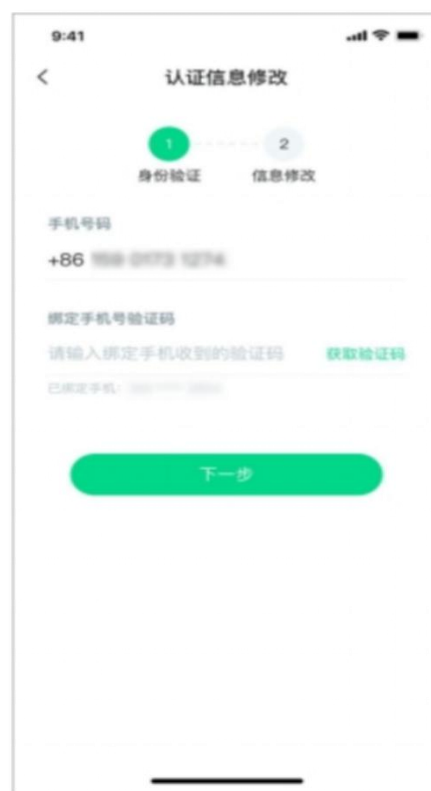 9:41
认证信息修改
1
2
身份验证
信息修改
手机号码
+86
绑定手机号验证码
请输入绑定手机收到的验证码
获取验证码
已绑定手机:
下一步